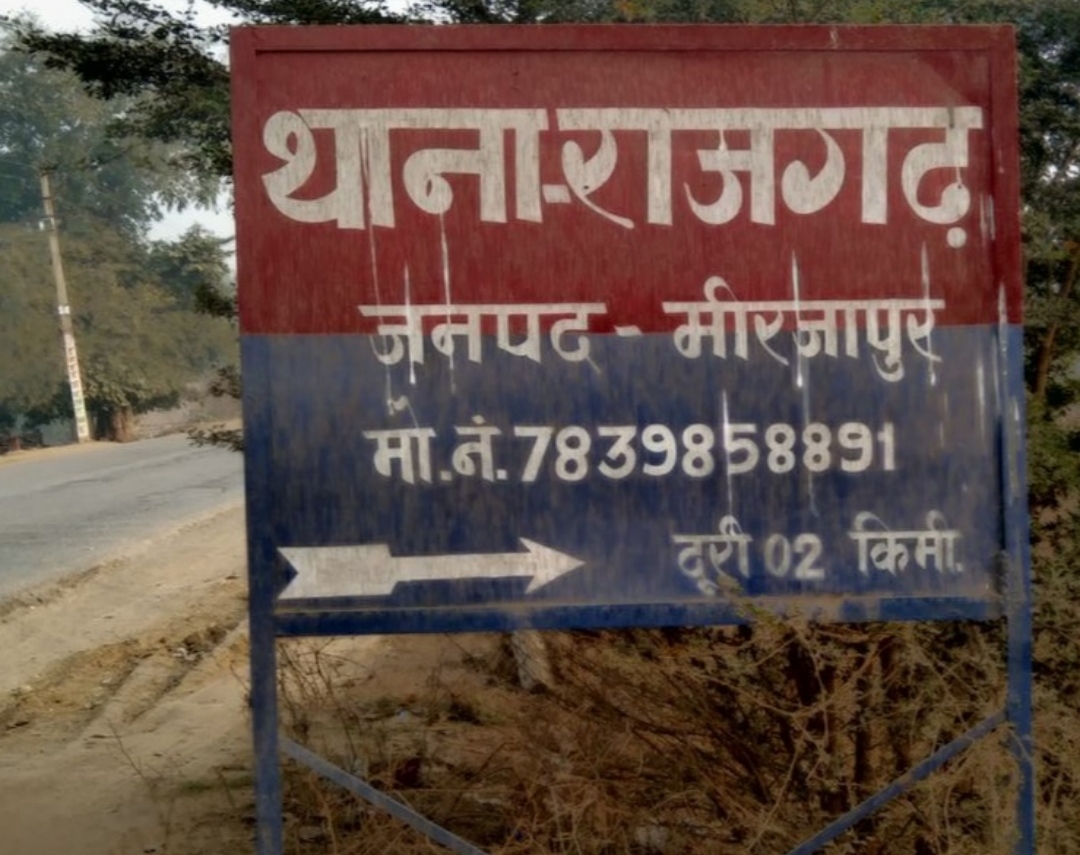 थाना-राजगढ़
जनपद - मीरजापुर
मो.नं. 7839858891
दूरी 02 किमी.